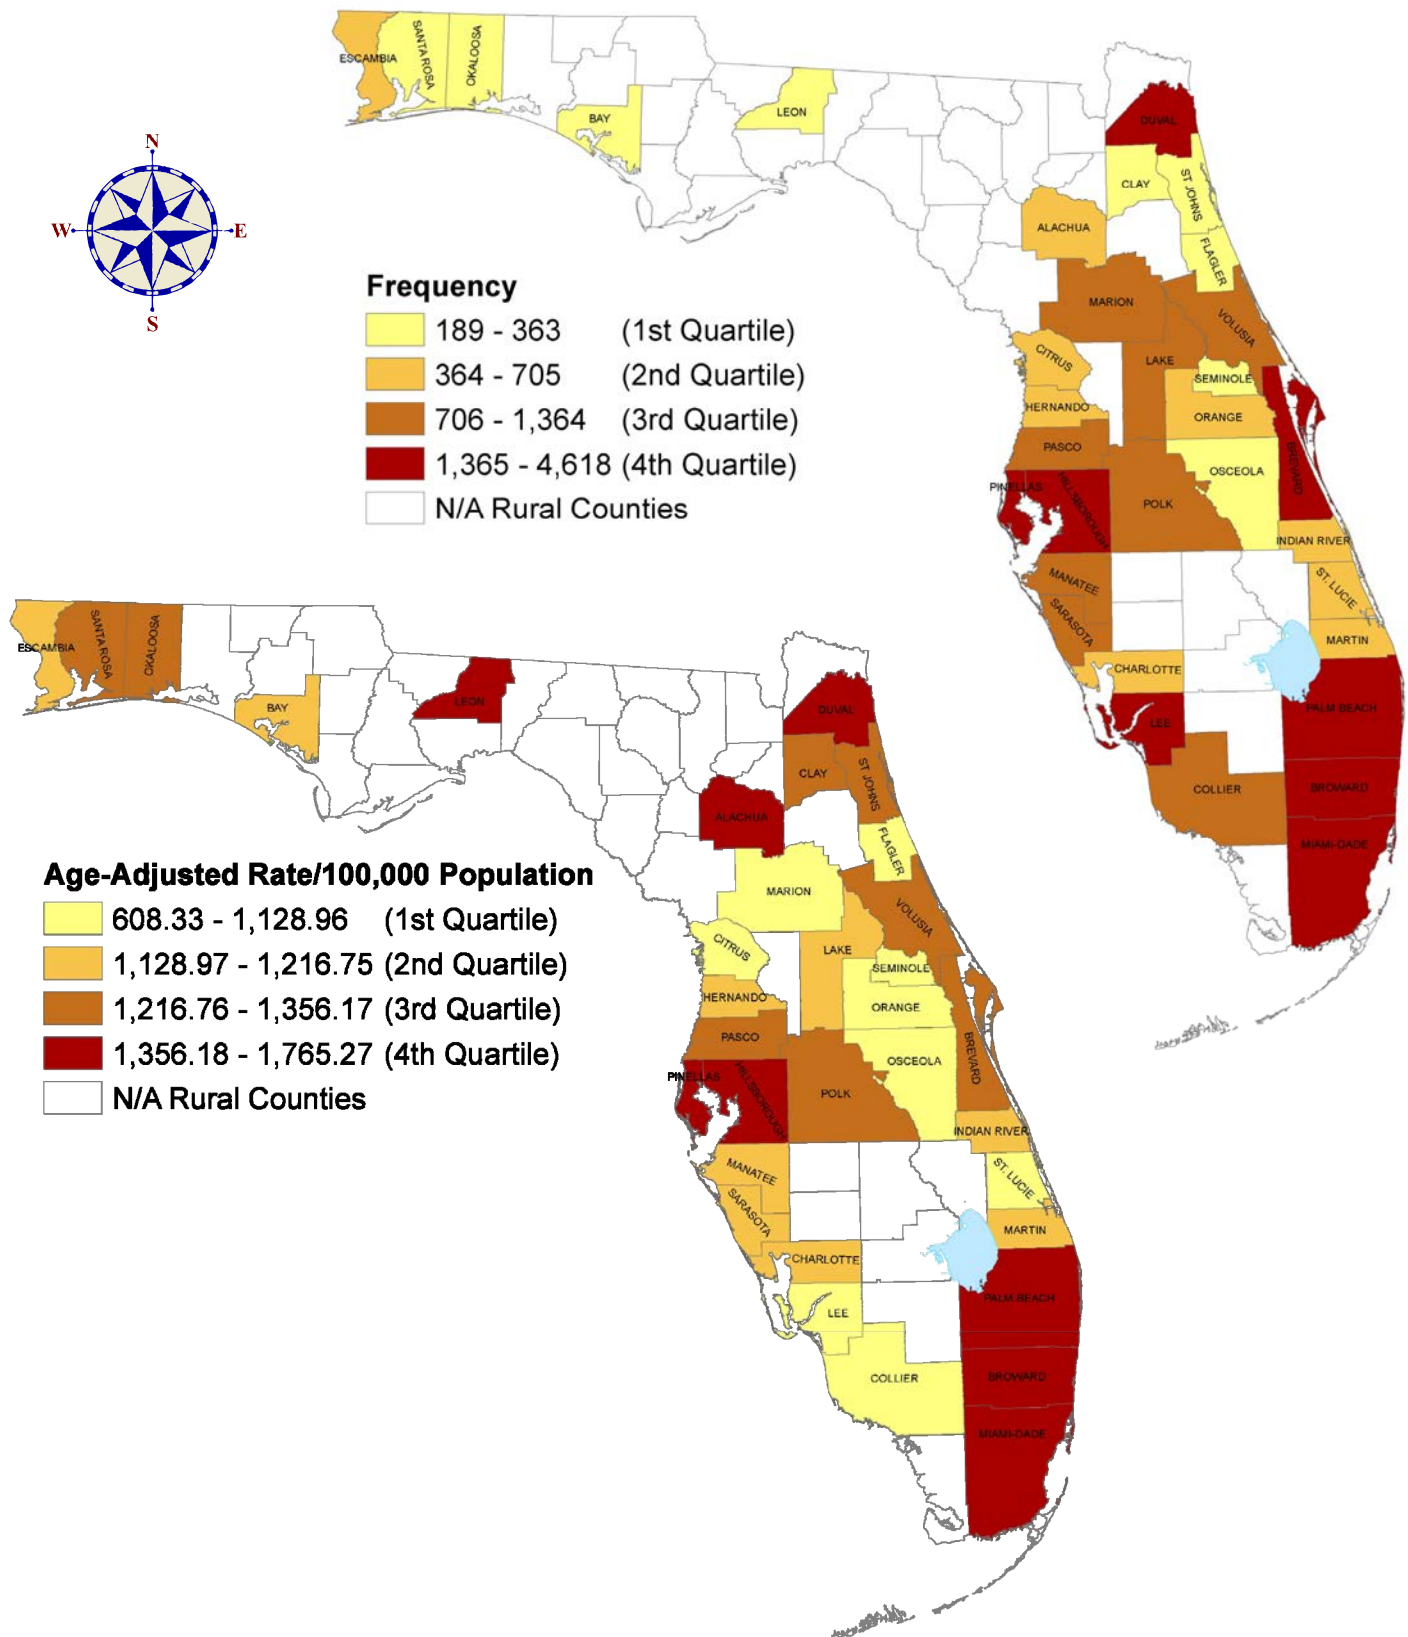 ESCAMBIA
SANTA ROSA
OKALOOSA
BAY
LEON
DUVAL
CLAY
ST JOHNS
ALACHUA
FLAGLER
MARION
VOLUSIA
CITRUS
LAKE
SEMINOLE
HERNANDO
ORANGE
PASCO
OSCEOLA
BREVARD
PINELLAS
HILLSBOROUGH
POLK
INDIAN RIVER
MANATEE
ST. LUCIE
SARASOTA
MARTIN
CHARLOTTE
PALM BEACH
LEE
COLLIER
BROWARD
MIAMI-DADE
N
W
E
S
Frequency
189 - 363 (1st Quartile)
364 - 705 (2nd Quartile)
706 - 1,364 (3rd Quartile)
1,365 - 4,618 (4th Quartile)
N/A Rural Counties
ESCAMBIA
SANTA ROSA
OKALOOSA
BAY
LEON
DUVAL
CLAY
ST JOHNS
ALACHUA
FLAGLER
MARION
VOLUSIA
CITRUS
LAKE
SEMINOLE
HERNANDO
ORANGE
PASCO
OSCEOLA
BREVARD
PINELLAS
HILLSBOROUGH
POLK
INDIAN RIVER
MANATEE
ST. LUCIE
SARASOTA
MARTIN
CHARLOTTE
PALM BEACH
LEE
COLLIER
BROWARD
MIAMI-DADE
Age-Adjusted Rate/100,000 Population
608.33 - 1,128.96 (1st Quartile)
1,128.97 - 1,216.75 (2nd Quartile)
1,216.76 - 1,356.17 (3rd Quartile)
1,356.18 - 1,765.27 (4th Quartile)
N/A Rural Counties